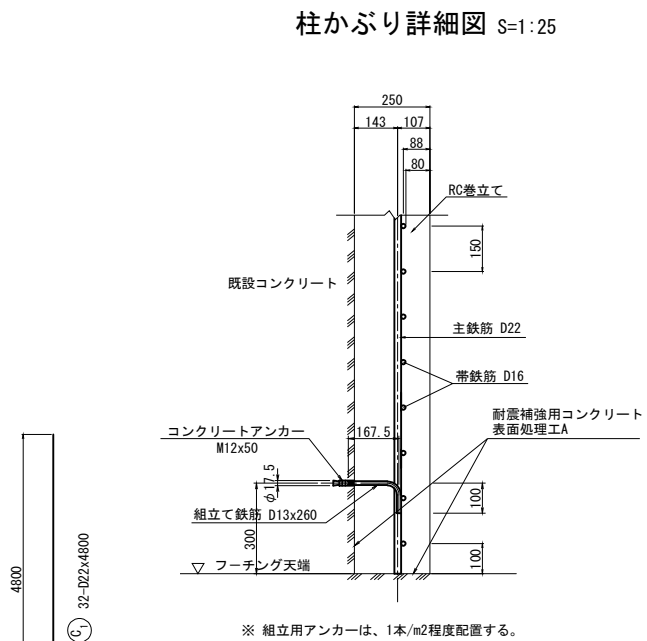 柱かぶり詳細図 S=1:25
250
143 107
88
80
RC巻立て
150
既設コンクリート
主鉄筋 D22
帯鉄筋 D16
耐震補強用コンクリート
表面処理工A
コンクリートアンカー
M12x50
167.5
φ17.5
組立て鉄筋 D13x260
100
300
フーチング天端
100
4800
C1 32-D22x4800
※ 組立用アンカーは、1本/m2程度配置する。